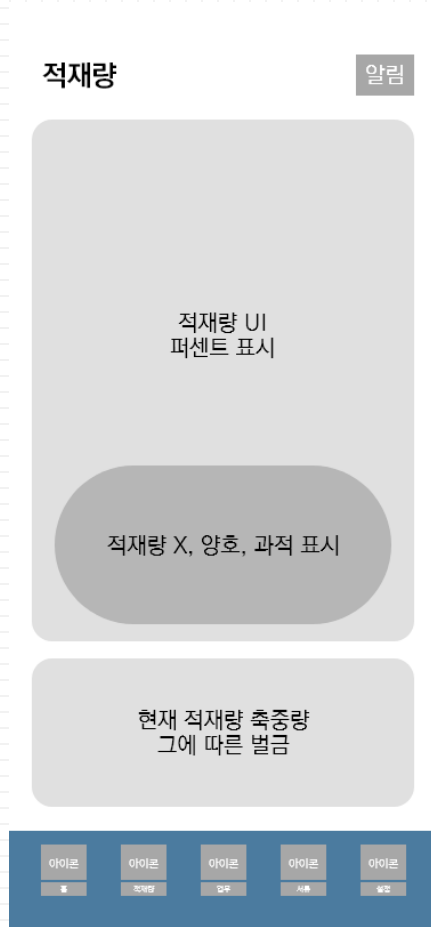 적재량
알림
적재량 UI
퍼센트 표시
적재량 X, 양호, 과적 표시
현재 적재량 축중량
그에 따른 벌금
아이콘 아이콘 아이콘 아이콘 아이콘
홈 적재량 업무 서류 설정